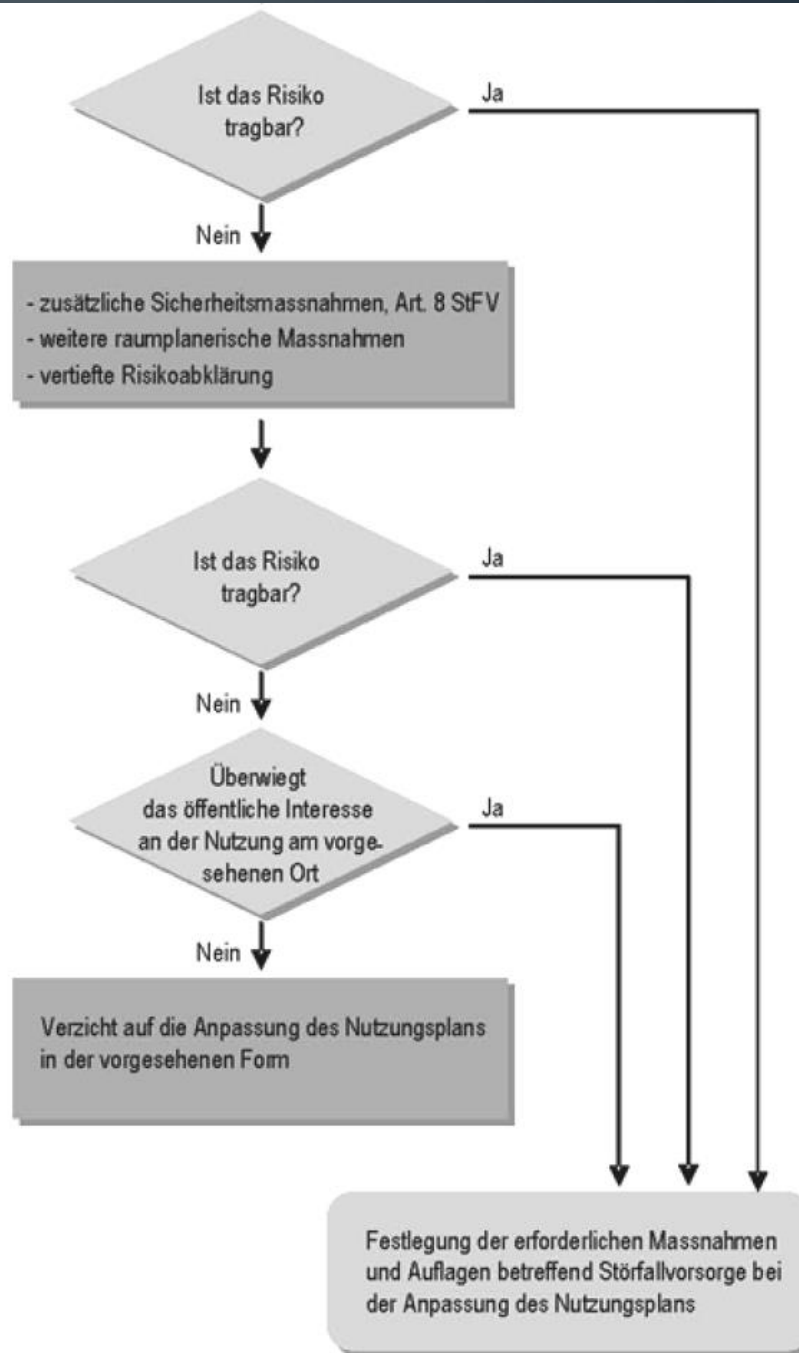 Ist das Risiko
tragbar?
Ja
Nein
- zusätzliche Sicherheitsmassnahmen, Art. 8 StFV
- weitere raumplanerische Massnahmen
- vertiefte Risikoabklärung
Ist das Risiko
tragbar?
Ja
Nein
Überwiegt
das öffentliche Interesse
an der Nutzung am vorge-
sehenen Ort
Ja
Nein
Verzicht auf die Anpassung des Nutzungsplans
in der vorgesehenen Form
Festlegung der erforderlichen Massnahmen
und Auflagen betreffend Störfallvorsorge bei
der Anpassung des Nutzungsplans